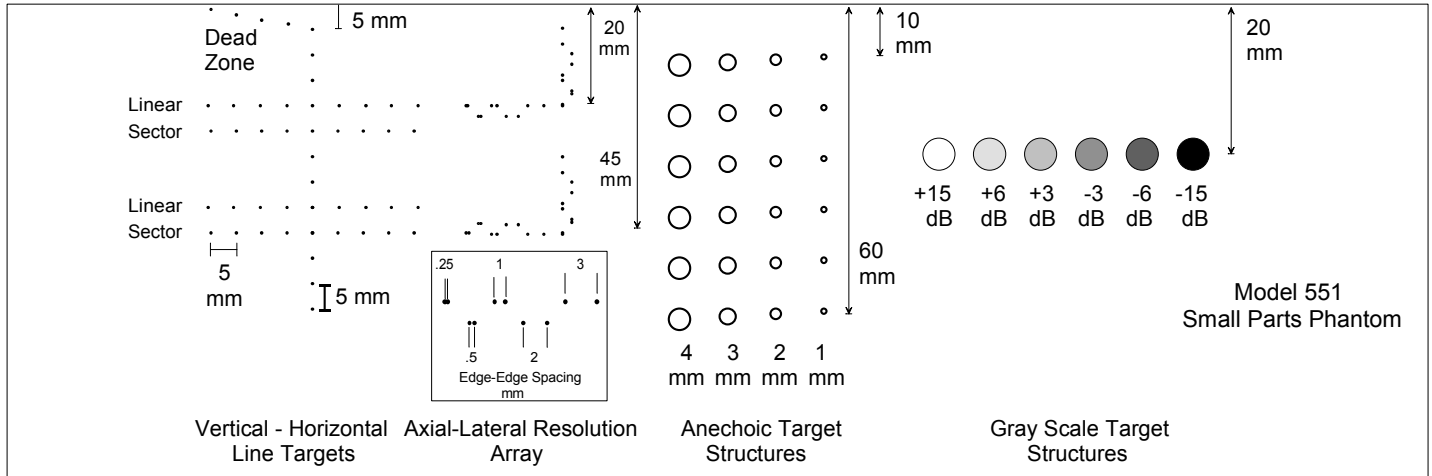 Dead
Zone
5 mm
20
mm
10
mm
20
mm
Linear
Sector
45
mm
+15
dB
+6
dB
+3
dB
-3
dB
-6
dB
-15
dB
Linear
Sector
5
mm
5 mm
.25
1
3
.5
2
Edge-Edge Spacing
mm
60
mm
4
mm
3
mm
2
mm
1
mm
Model 551
Small Parts Phantom
Vertical - Horizontal
Line Targets
Axial-Lateral Resolution
Array
Anechoic Target
Structures
Gray Scale Target
Structures